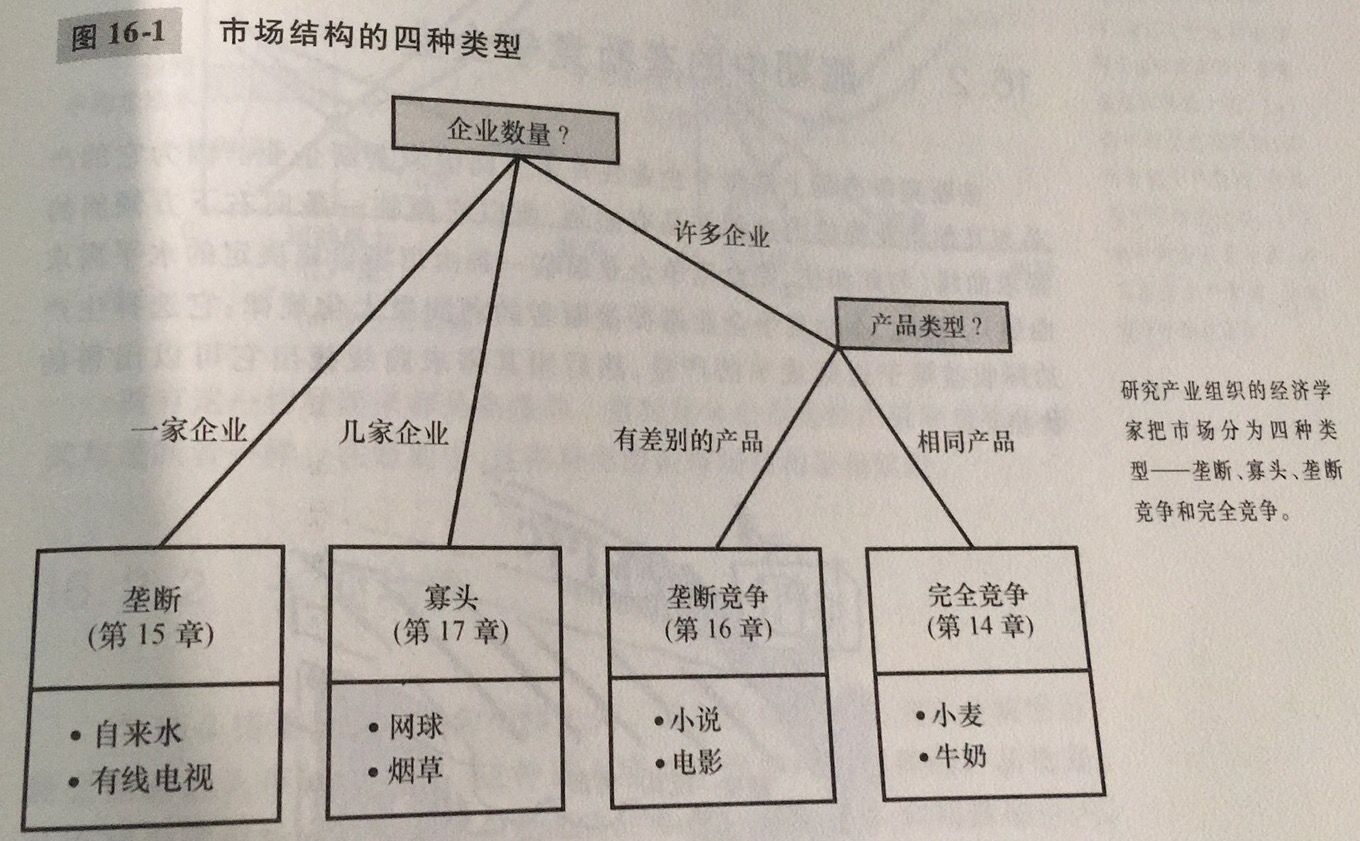 图 16-1 市场结构的四种类型
企业数量？
许多企业
产品类型？
一家企业
几家企业
有差别的产品
相同产品
研究产业组织的经济学
家把市场分为四种类
型——垄断、寡头、垄断
竞争和完全竞争。
垄断
(第 15 章)
寡头
(第 17 章)
垄断竞争
(第 16 章)
完全竞争
(第 14 章)
• 自来水
• 有线电视
• 网球
• 烟草
• 小说
• 电影
• 小麦
• 牛奶